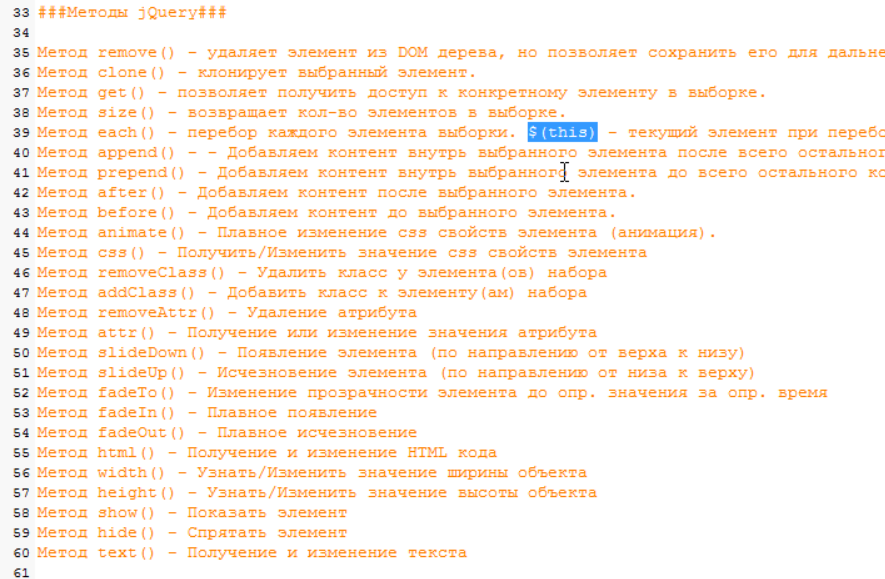 33 ###Методы jQuery###
34
35 Метод remove() - удаляет элемент из DOM дерева, но позволяет сохранить его для
36 Метод clone() - клонирует выбранный элемент.
37 Метод get() - позволяет получить доступ к конкретному элементу в выборке.
38 Метод size() - возвращает кол-во элементов в выборке.
39 Метод each() - перебор каждого элемента выборки. $(this) - текущий элемент при
40 Метод append() - - Добавляем контент внутрь выбранного элемента после всего
41 Метод prepend() - Добавляем контент внутрь выбранного элемента до всего остального
42 Метод after() - Добавляем контент после выбранного элемента.
43 Метод before() - Добавляем контент до выбранного элемента.
44 Метод animate() - Плавное изменение css свойств элемента (анимация).
45 Метод css() - Получить/Изменить значение css свойств элемента
46 Метод removeClass() - Удалить класс у элемента(ов) набора
47 Метод addClass() - Добавить класс к элементу(ам) набора
48 Метод removeAttr() - Удаление атрибута
49 Метод attr() - Получение или изменение значения атрибута
50 Метод slideDown() - Появление элемента (по направлению от верха к низу)
51 Метод slideUp() - Исчезновение элемента (по направлению от низа к верху)
52 Метод fadeTo() - Изменение прозрачности элемента до опр. значения за опр. время
53 Метод fadeIn() - Плавное появление
54 Метод fadeOut() - Плавное исчезновение
55 Метод html() - Получение и изменение HTML кода
56 Метод width() - Узнать/Изменить значение ширины объекта
57 Метод height() - Узнать/Изменить значение высоты объекта
58 Метод show() - Показать элемент
59 Метод hide() - Спрятать элемент
60 Метод text() - Получение и изменение текста
61